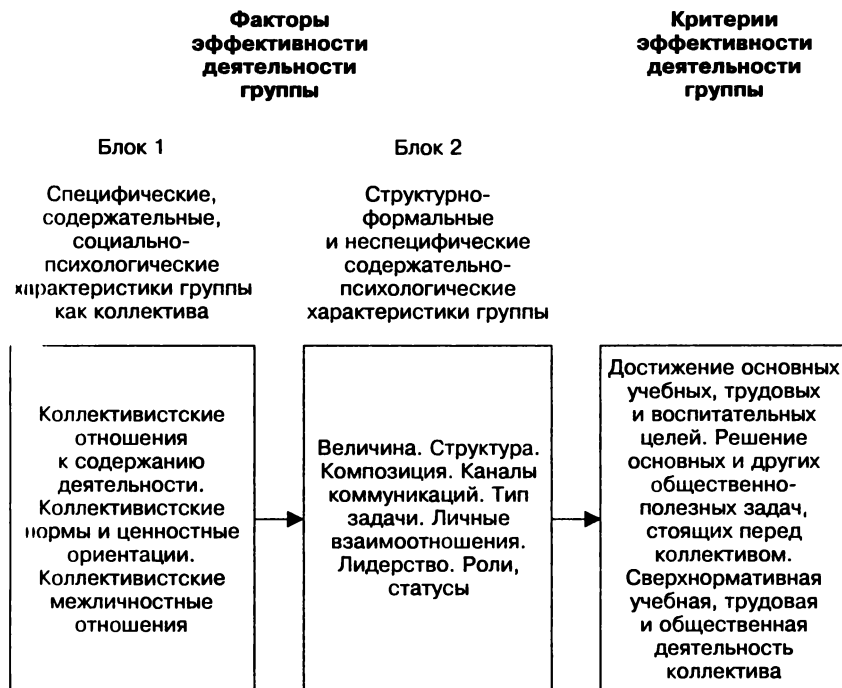 Факторы
эффективности
деятельности
группы
Критерии
эффективности
деятельности
группы
Блок 1
Специфические,
содержательные,
социально-
психологические
характеристики группы
как коллектива
Блок 2
Структурно-
формальные
и неспецифические
содержательно-
психологические
характеристики группы
Коллективистские
отношения
к содержанию
деятельности.
Коллективистские
нормы и ценностные
ориентации.
Коллективистские
межличностные
отношения
Величина. Структура.
Композиция. Каналы
коммуникаций. Тип
задачи. Личные
взаимоотношения.
Лидерство. Роли,
статусы
Достижение основных
учебных, трудовых
и воспитательных
целей. Решение
основных и других
общественно-
полезных задач,
стоящих перед
коллективом.
Сверхнормативная
учебная, трудовая
и общественная
деятельность
коллектива